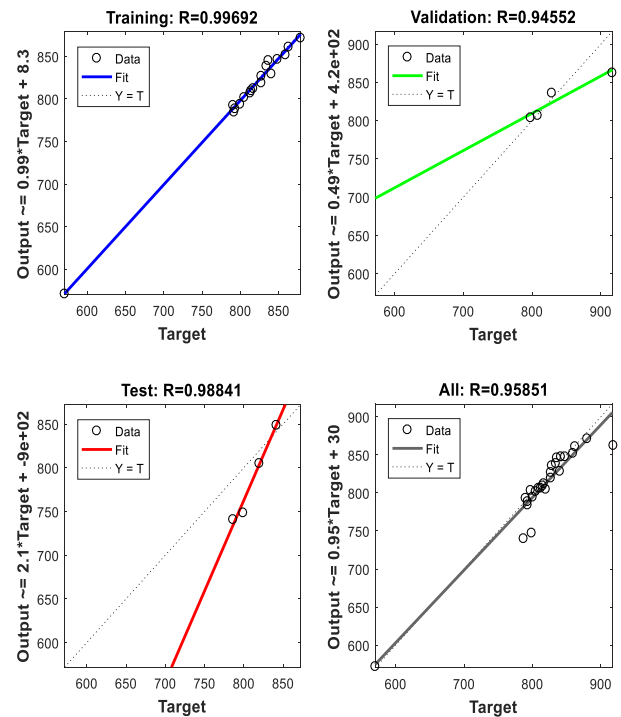 Training: R=0.99692
Output ~= 0.99*Target + 8.3
850
800
750
700
650
600
Data
Fit
Y = T
600 650 700 750 800 850
Target
Validation: R=0.94552
Output ~= 0.49*Target + 4.2e+02
900
850
800
750
700
650
600
Data
Fit
Y = T
600 700 800 900
Target
Test: R=0.98841
Output ~= 2.1*Target + -9e+02
850
800
750
700
650
600
Data
Fit
Y = T
600 650 700 750 800 850
Target
All: R=0.95851
Output ~= 0.95*Target + 30
900
850
800
750
700
650
600
Data
Fit
Y = T
600 700 800 900
Target